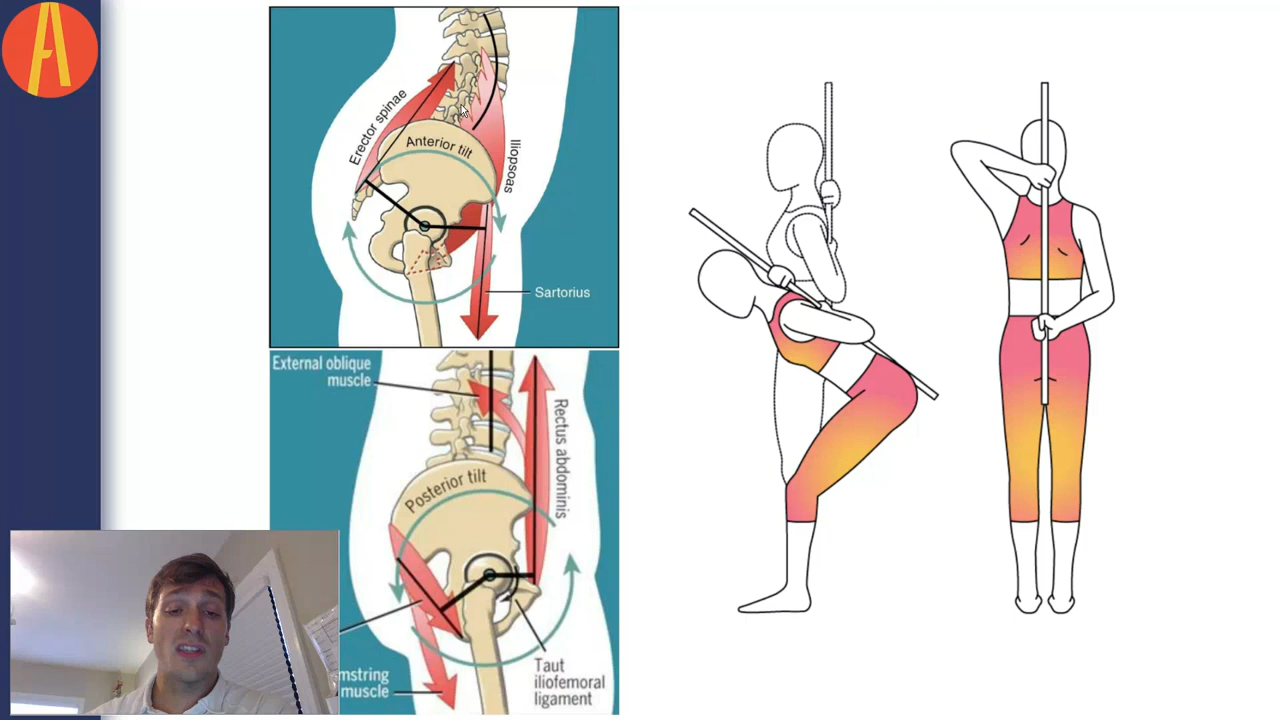 A
Erector spinae
Anterior tilt
Iliopsoas
Sartorius
External oblique
muscle
Rectus abdominis
Posterior tilt
mstring
muscle
Taut
iliofemoral
ligament